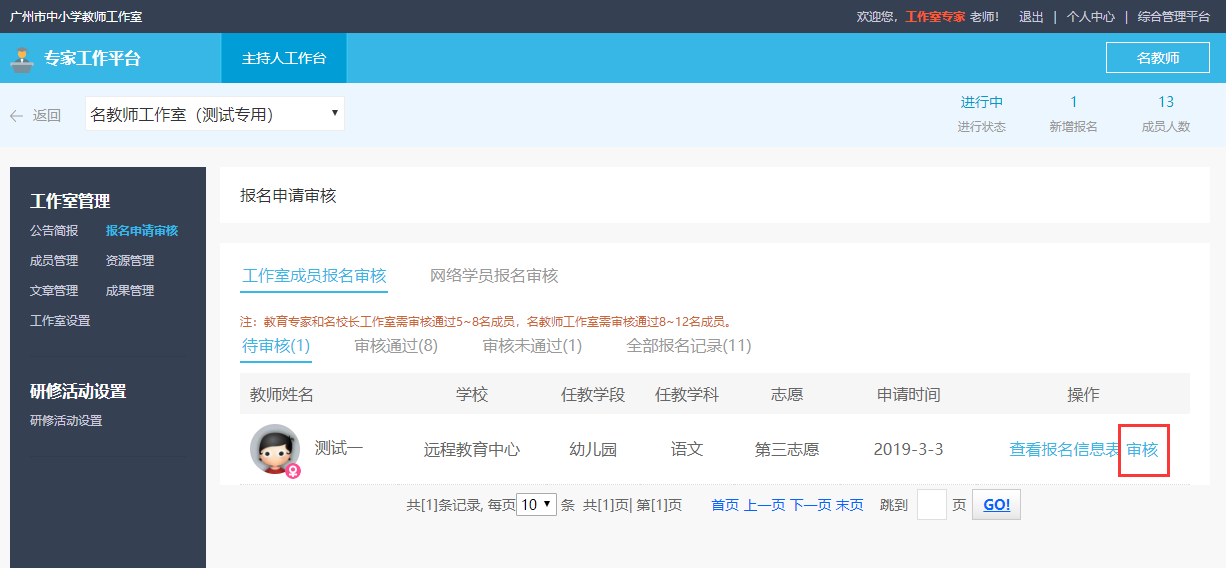 广州市中小学教师工作室
欢迎您，工作室专家 老师！ 退出 | 个人中心 | 综合管理平台
专家工作平台 主持人工作台 名教师
返回 名教师工作室（测试专用）
进行中 1 13
进行状态 新增报名 成员人数
工作室管理
公告简报 报名申请审核
成员管理 资源管理
文章管理 成果管理
工作室设置
研修活动设置
研修活动设置
报名申请审核
工作室成员报名审核 网络学员报名审核
注：教育专家和名校长工作室需审核通过5~8名成员，名教师工作室需审核通过8~12名成员。
待审核(1) 审核通过(8) 审核未通过(1) 全部报名记录(11)
教师姓名 学校 任教学段 任教学科 志愿 申请时间 操作
测试一 远程教育中心 幼儿园 语文 第三志愿 2019-3-3 查看报名信息表 审核
共[1]条记录, 每页 10 条 共[1]页| 第[1]页 首页 上一页 下一页 末页 跳到 页 GO!